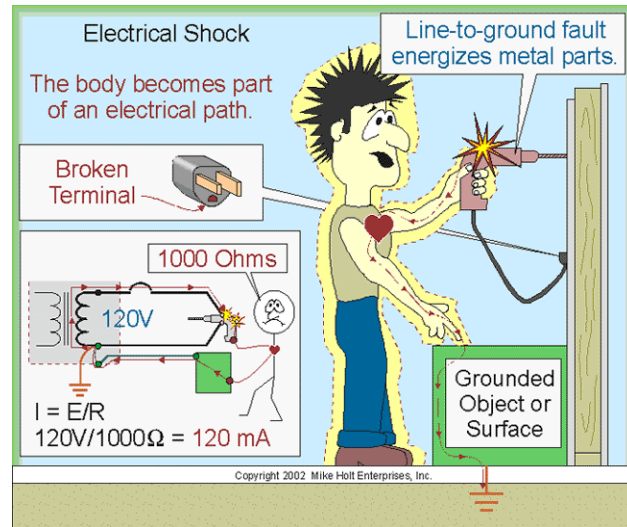 Electrical Shock
The body becomes part
of an electrical path.
Line-to-ground fault
energizes metal parts.
Broken
Terminal
1000 Ohms
120V
I = E/R
120V/1000Ω = 120 mA
Grounded
Object or
Surface
Copyright 2002 Mike Holt Enterprises, Inc.